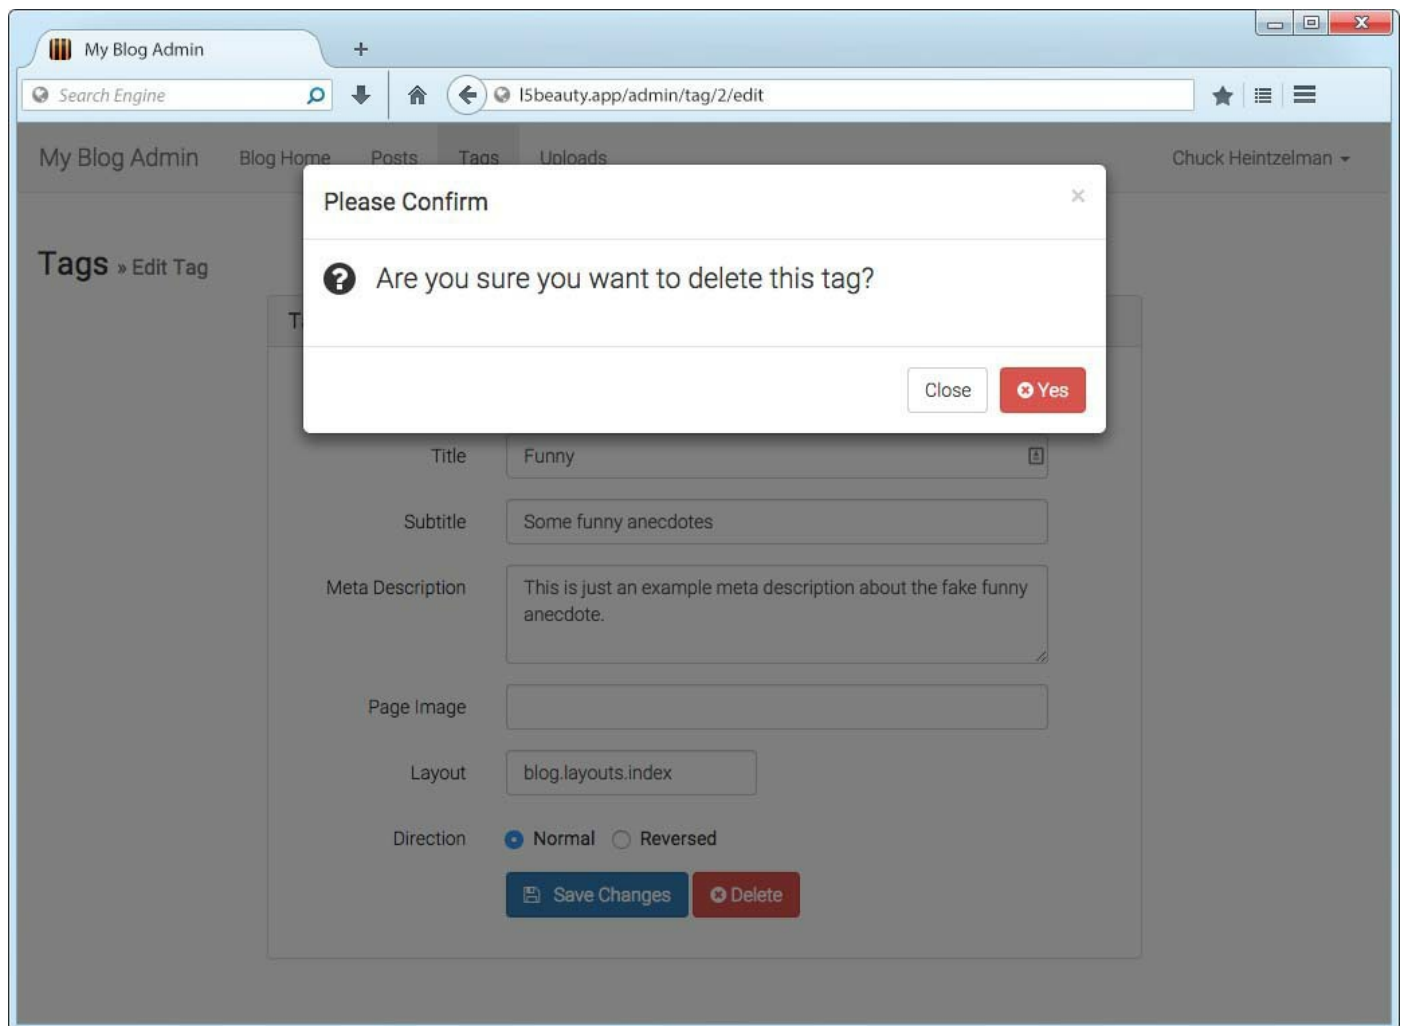 My Blog Admin
+
Search Engine
l5beauty.app/admin/tag/2/edit
My Blog Admin Blog Home Posts Tags Uploads Chuck Heintzelman
Please Confirm ×
Tags » Edit Tag
? Are you sure you want to delete this tag?
Close Yes
Title Funny
Subtitle Some funny anecdotes
Meta Description This is just an example meta description about the fake funny
anecdote.
Page Image
Layout blog.layouts.index
Direction Normal Reversed
Save Changes Delete